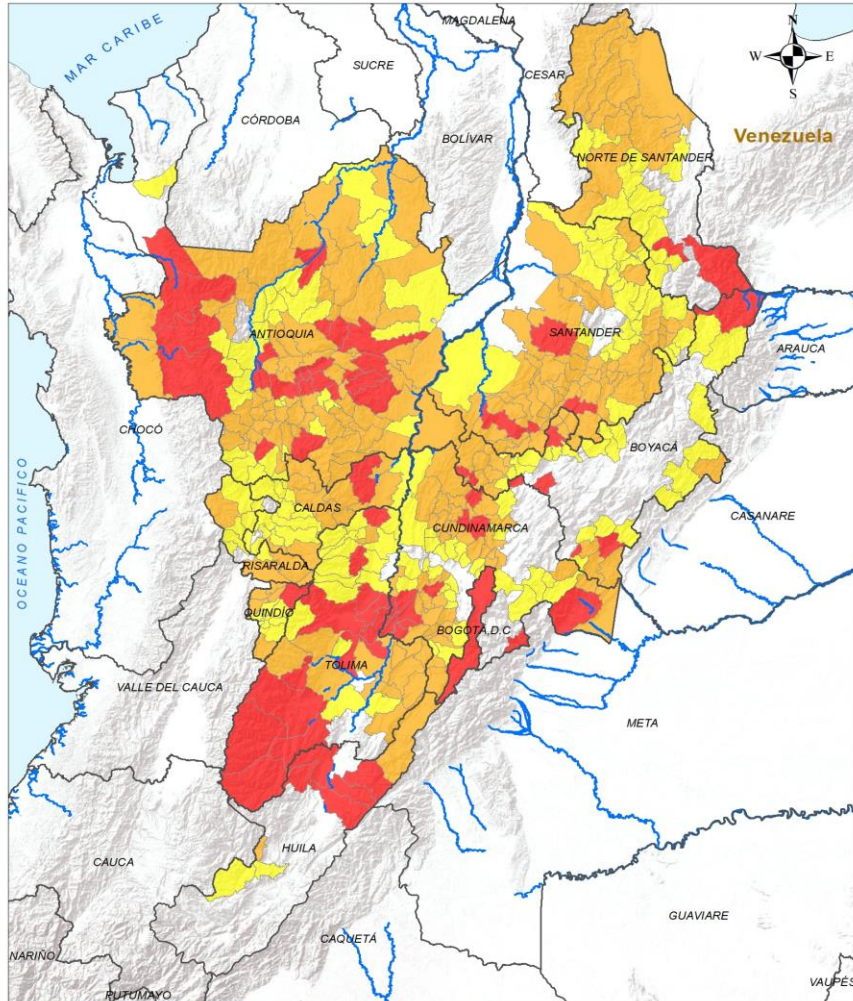 MAGDALENA
MAR CARIBE
N
SUCRE
W
E
CESAR
S
CÓRDOBA
BOLÍVAR
Venezuela
NORTE DE SANTANDER
ANTIOQUIA
SANTANDER
ARAUCA
CHOCÓ
BOYACÁ
CALDAS
CASANARE
CUNDINAMARCA
OCEANO PACIFICO
RISARALDA
QUINDÍO
BOGOTÁ,D.C
TOLIMA
VALLE DEL CAUCA
META
HUILA
CAUCA
GUAVIARE
CAQUETÁ
NARIÑO
VAUPÉS
PUTUMAYO